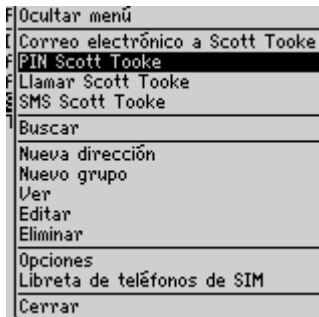 Ocultar menú
Correo electrónico a Scott Tooke
PIN Scott Tooke
Llamar Scott Tooke
SMS Scott Tooke
Buscar
Nueva dirección
Nuevo grupo
Ver
Editar
Eliminar
Opciones
Libreta de teléfonos de SIM
Cerrar